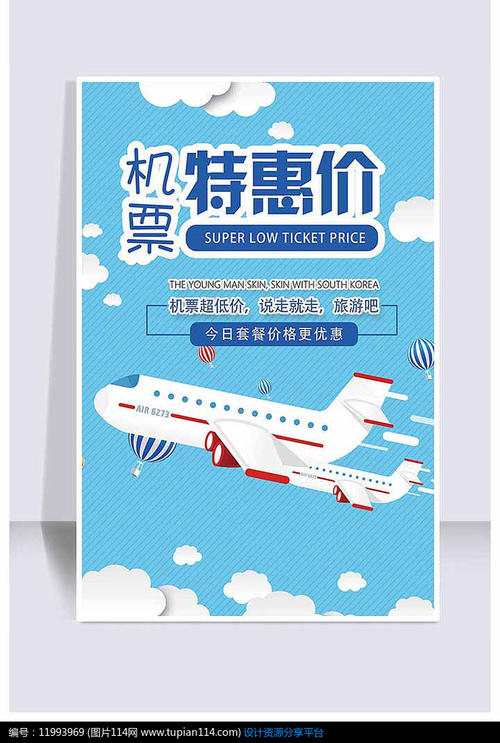 机票
特惠价
SUPER LOW TICKET PRICE
THE YOUNG MAN SKIN, SKIN WITH SOUTH KOREA
机票超低价，说走就走，旅游吧
今日套餐价格更优惠
AIR 6273
AIR 6273
编号：11993969 (图片114网 www.tupian114.com) 设计资源分享平台